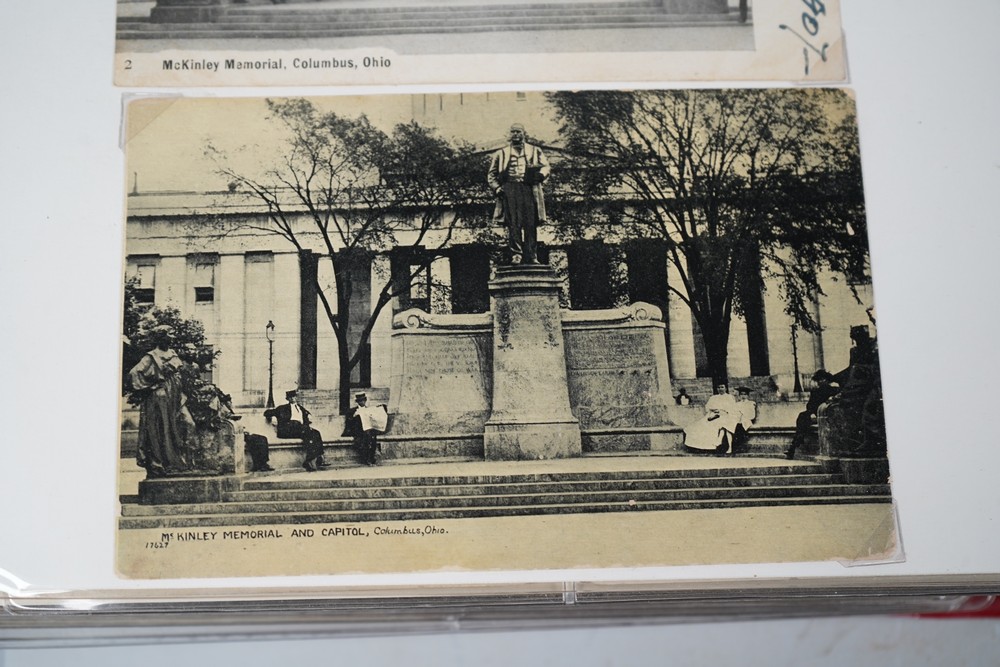 2 McKinley Memorial, Columbus, Ohio
McKINLEY MEMORIAL AND CAPITOL, Columbus, Ohio.
17627